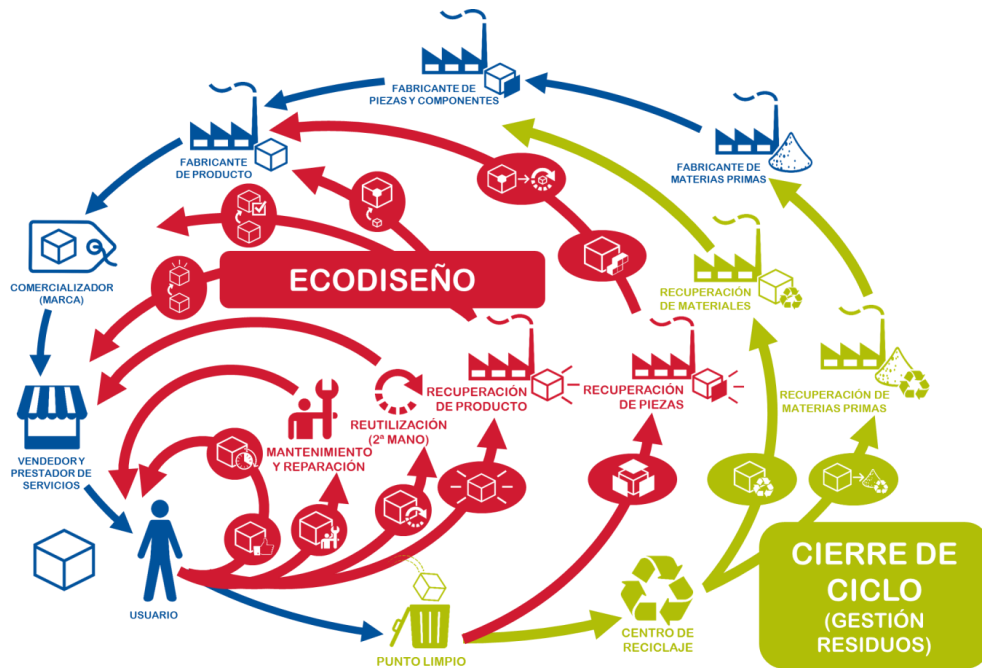 FABRICANTE DE
PIEZAS Y COMPONENTES
FABRICANTE
DE PRODUCTO
FABRICANTE DE
MATERIAS PRIMAS
COMERCIALIZADOR
(MARCA)
ECODISEÑO
RECUPERACIÓN
DE MATERIALES
RECUPERACIÓN
DE PRODUCTO
RECUPERACIÓN
DE PIEZAS
RECUPERACIÓN DE
MATERIAS PRIMAS
REUTILIZACIÓN
(2ª MANO)
MANTENIMIENTO
Y REPARACIÓN
VENDEDOR Y
PRESTADOR DE
SERVICIOS
USUARIO
PUNTO LIMPIO
CENTRO DE
RECICLAJE
CIERRE DE
CICLO
(GESTIÓN
RESIDUOS)